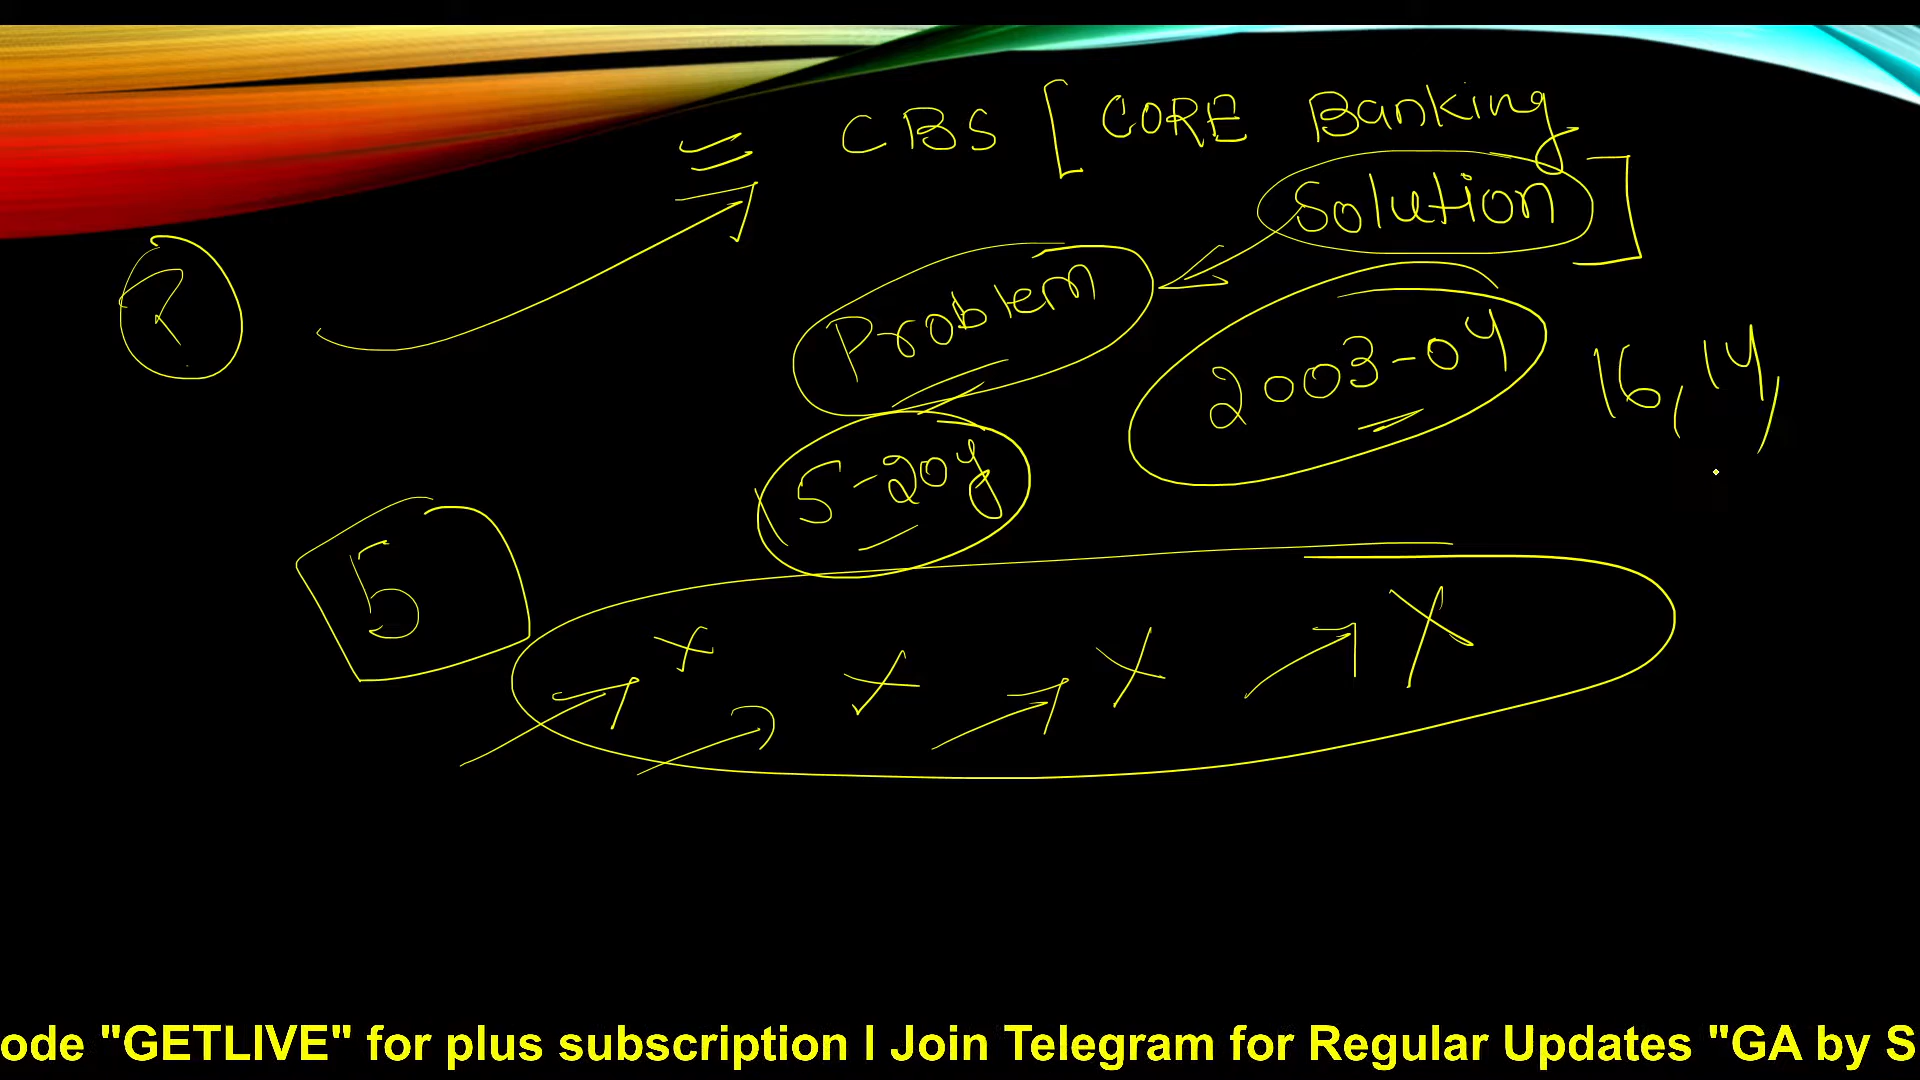 = CBS [ CORE Banking
Solution ]
Problem
2003-04
16, 14,
5-20y
5
x x x x
ode "GETLIVE" for plus subscription I Join Telegram for Regular Updates "GA by S